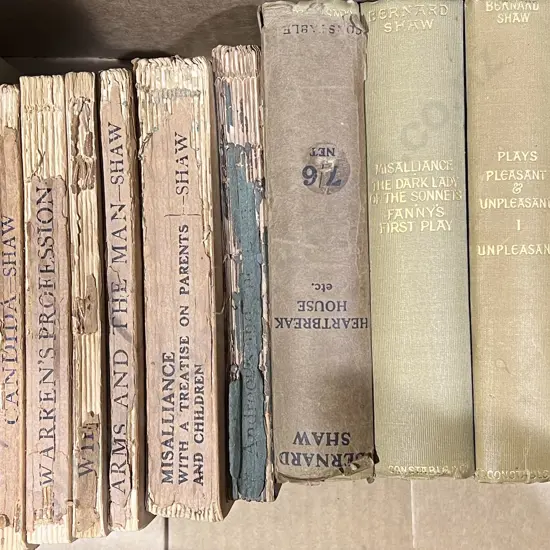 CANDIDA SHAW
WARREN'S PROFESSION
ARMS AND THE MAN—SHAW
MISALLIANCE
WITH A TREATISE ON PARENTS
AND CHILDREN
—SHAW
BERNARD
SHAW
HEARTBREAK
HOUSE
etc.
7/6
NET
CONSTABLE
BERNARD
SHAW
MISALLIANCE
THE DARK LADY
OF THE SONNETS
FANNY'S
FIRST PLAY
CONSTABLE
BERNARD
SHAW
PLAYS
PLEASANT
&
UNPLEASANT
I
UNPLEASANT